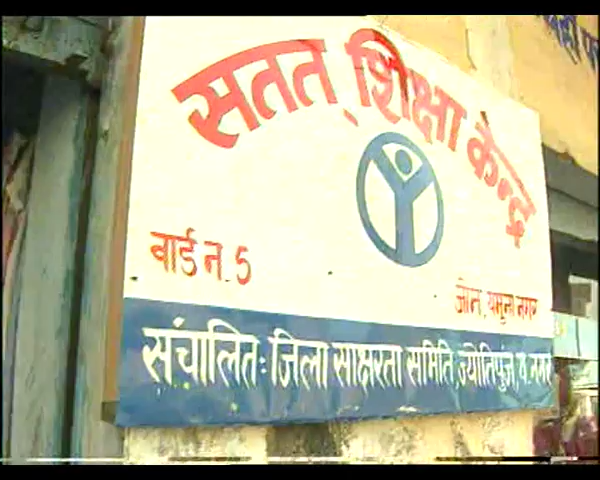 सतत् शिक्षा केन्द्र
वार्ड न. 5
जोन, यमुना नगर
संचालित: जिला साक्षरता समिति, ज्योतिपुंज, य. नगर